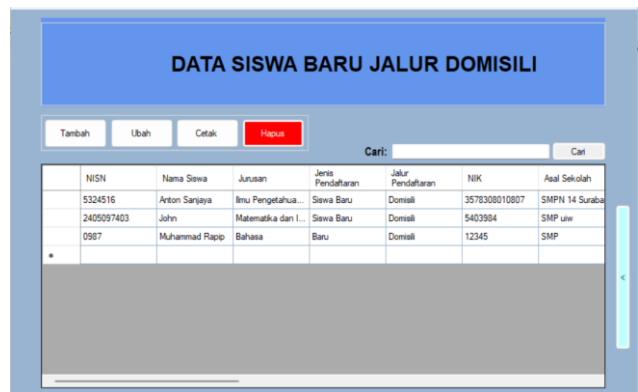 DATA SISWA BARU JALUR DOMISILI
Tambah Ubah Cetak Hapus
Cari: Cari
NISN Nama Siswa Jurusan Jenis Pendaftaran Jalur Pendaftaran NIK Asal Sekolah
5324516 Anton Sanjaya Ilmu Pengetahua... Siswa Baru Domisili 3578308010807 SMPN 14 Suraba
2405097403 John Matematika dan I... Siswa Baru Domisili 5403984 SMP uiw
0987 Muhammad Rapip Bahasa Baru Domisili 12345 SMP